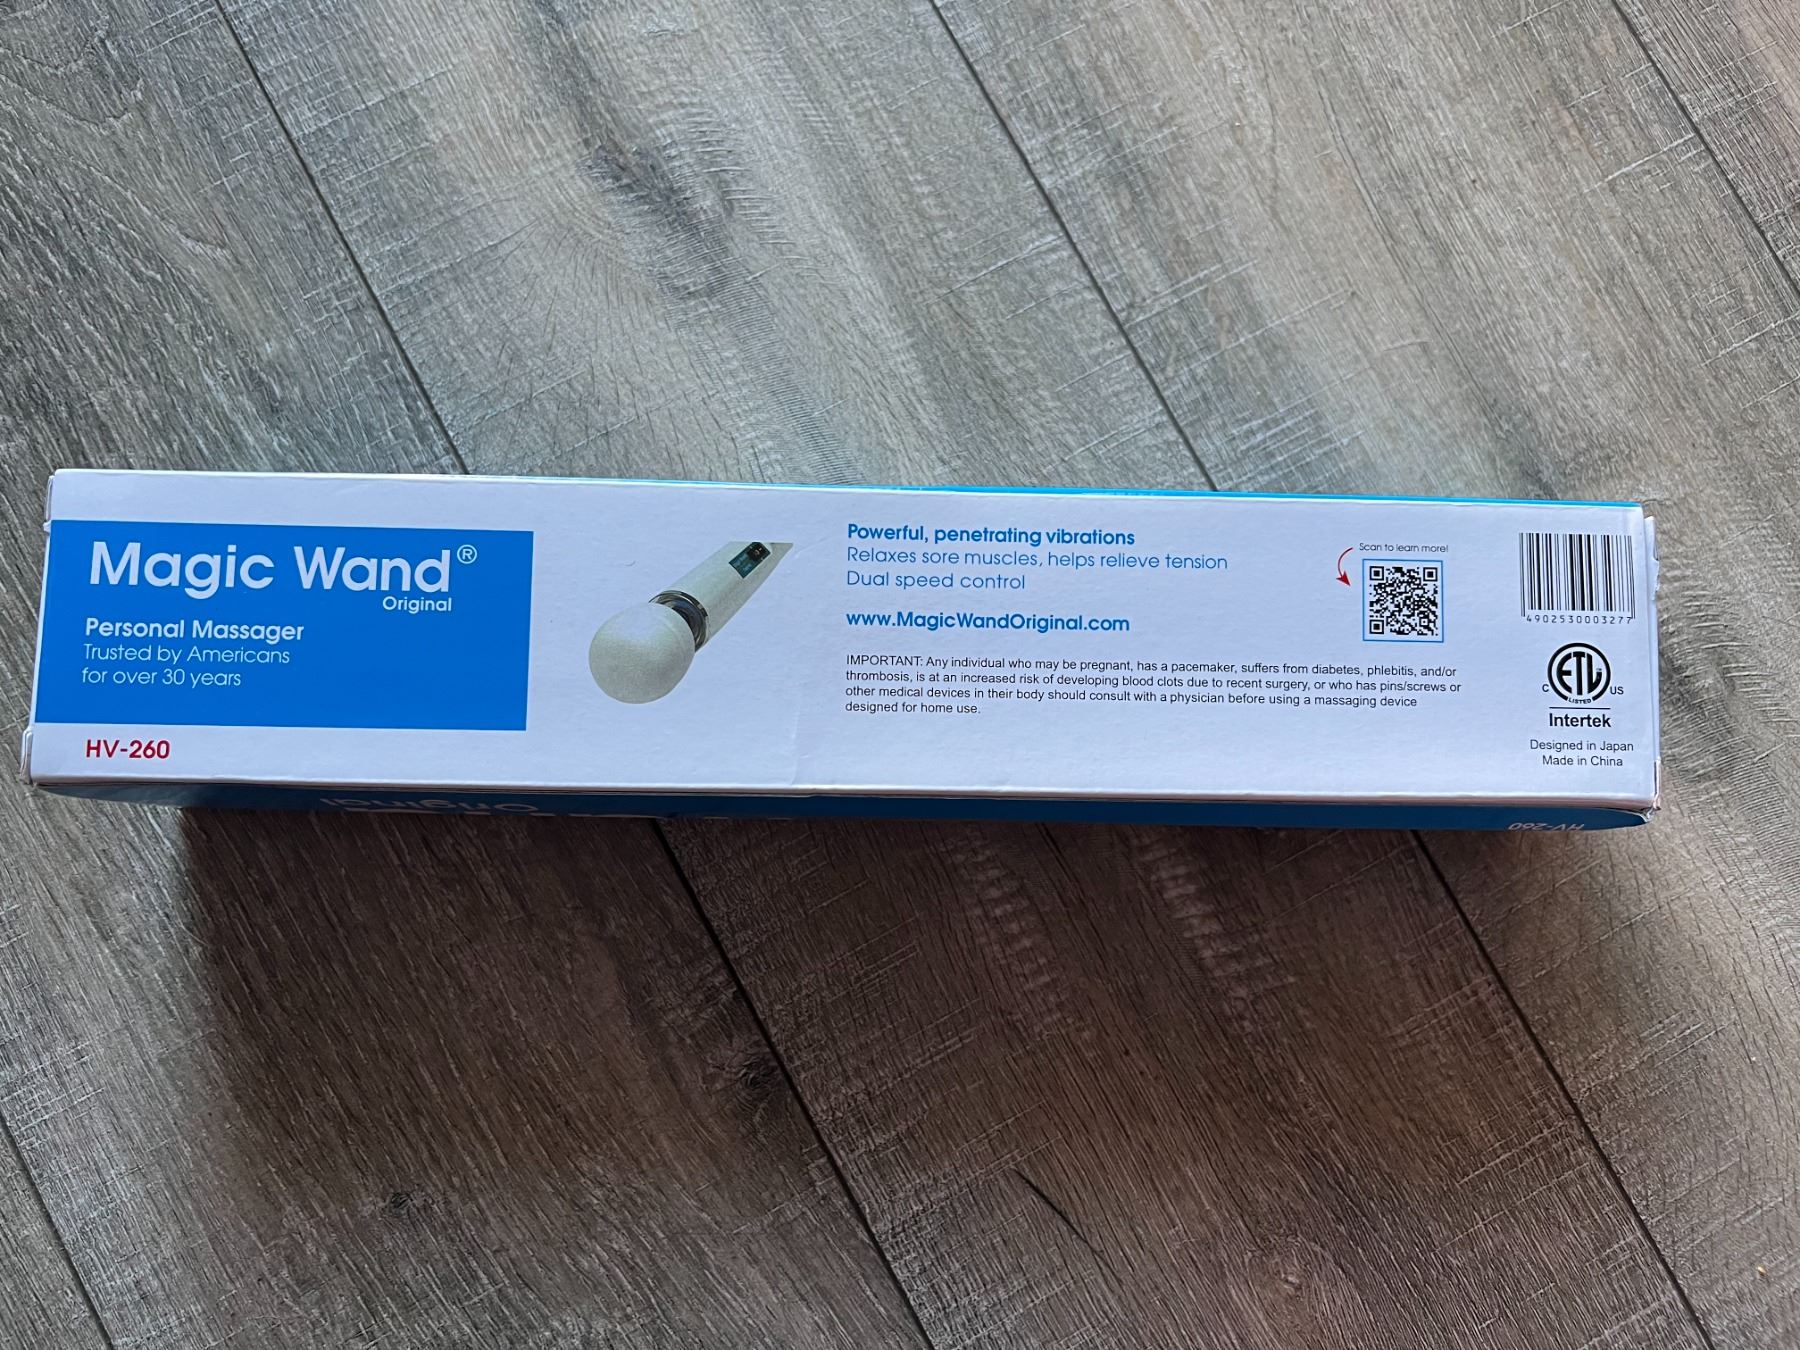 Magic Wand®
Original
Personal Massager
Trusted by Americans
for over 30 years
HV-260
Powerful, penetrating vibrations
Relaxes sore muscles, helps relieve tension
Dual speed control
www.MagicWandOriginal.com
IMPORTANT: Any individual who may be pregnant, has a pacemaker, suffers from diabetes, phlebitis, and/or
thrombosis, is at an increased risk of developing blood clots due to recent surgery, or who has pins/screws or
other medical devices in their body should consult with a physician before using a massaging device
designed for home use.
Scan to learn more!
4902530003277
ETL
C US
LISTED
Intertek
Designed in Japan
Made in China
Original
HV-260